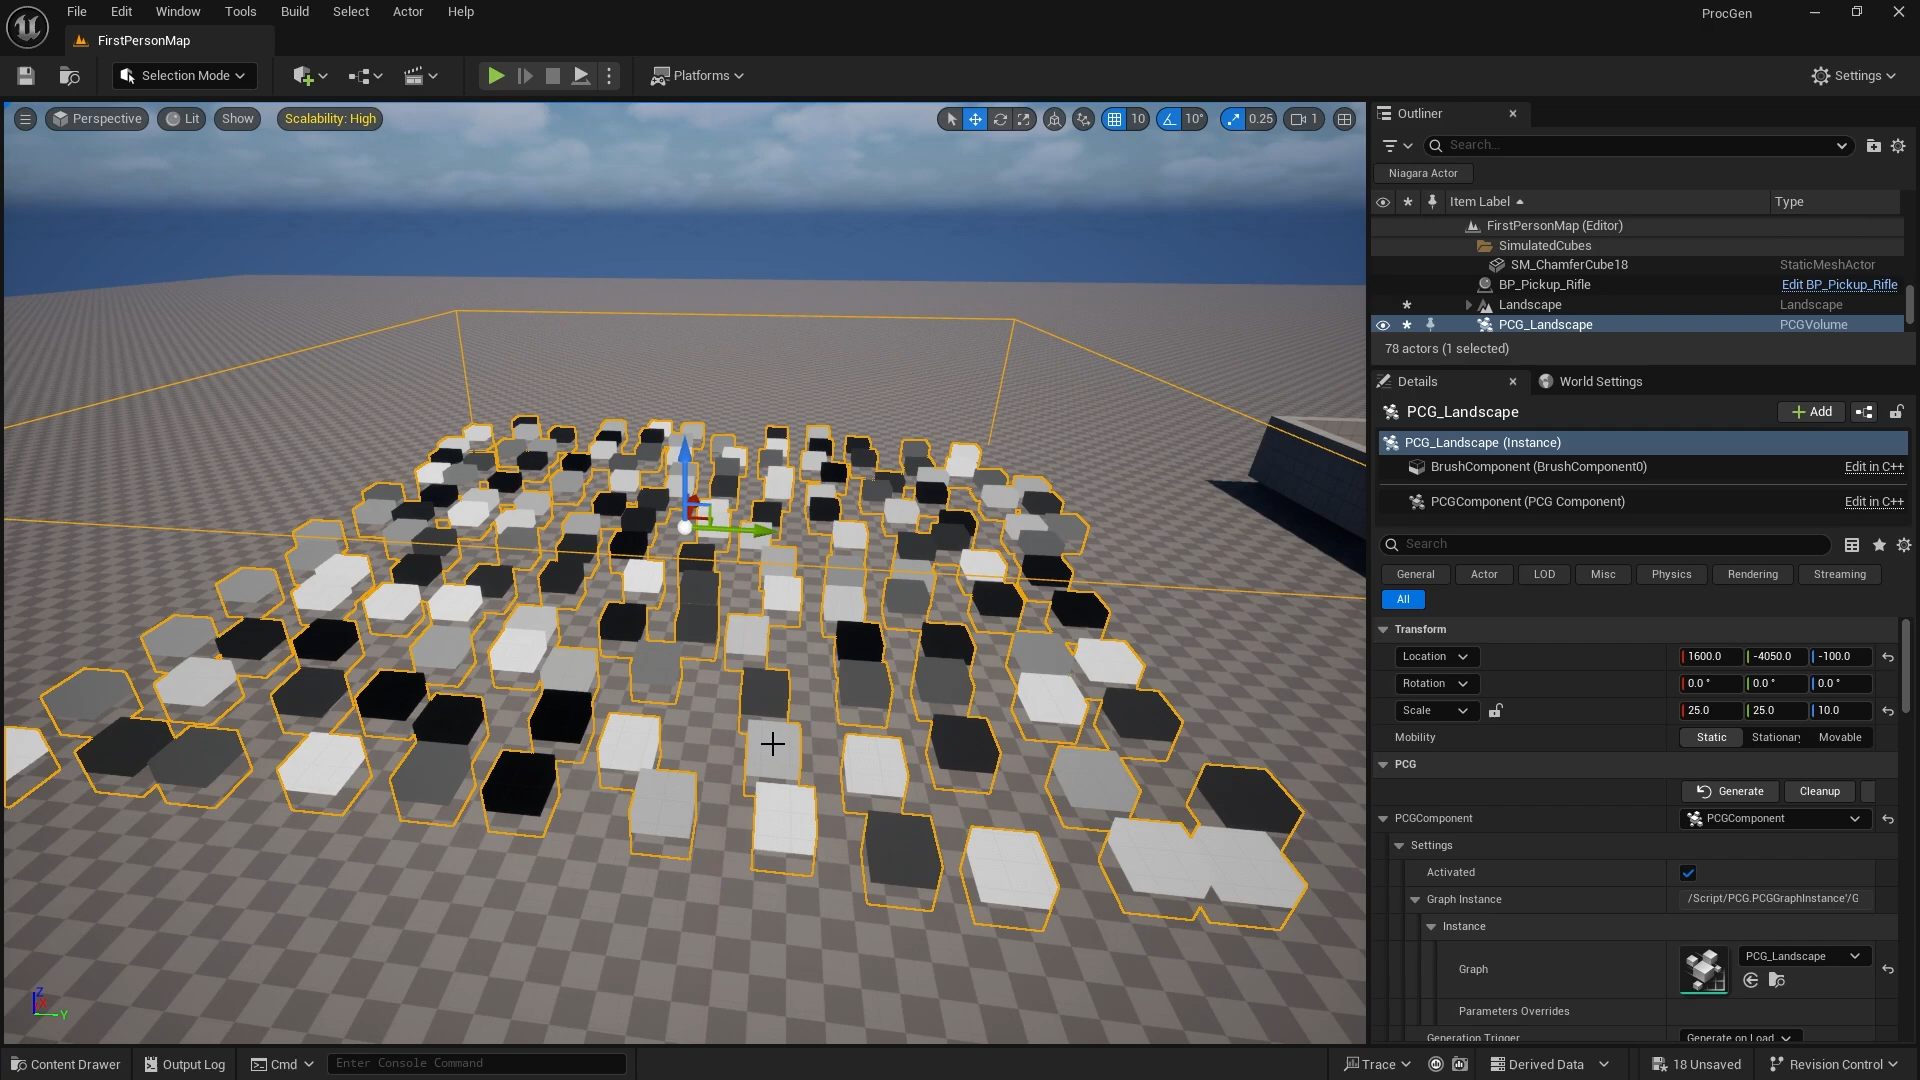 File Edit Window Tools Build Select Actor Help
ProcGen
FirstPersonMap
Selection Mode
Platforms
Settings
Perspective Lit Show Scalability: High
10 10° 0.25 1
Outliner
Search...
Niagara Actor
Item Label Type
FirstPersonMap (Editor)
SimulatedCubes
SM_ChamferCube18 StaticMeshActor
BP_Pickup_Rifle Edit BP_Pickup_Rifle
Landscape Landscape
PCG_Landscape PCGVolume
78 actors (1 selected)
Details World Settings
PCG_Landscape Add
PCG_Landscape (Instance)
BrushComponent (BrushComponent0) Edit in C++
PCGComponent (PCG Component) Edit in C++
Search
General Actor LOD Misc Physics Rendering Streaming
All
Transform
Location 1600.0 -4050.0 -100.0
Rotation 0.0 ° 0.0 ° 0.0 °
Scale 25.0 25.0 10.0
Mobility Static Stationary Movable
PCG
Generate Cleanup
PCGComponent PCGComponent
Settings
Activated
Graph Instance /Script/PCG.PCGGraphInstance'/G
Instance
Graph PCG_Landscape
Parameters Overrides
Generation Trigger Generate on Load
Z
Y
Content Drawer Output Log Cmd Enter Console Command Trace Derived Data 18 Unsaved Revision Control